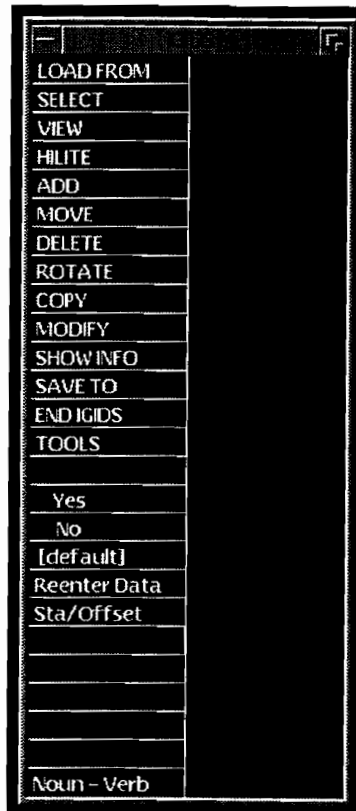 LOAD FROM
SELECT
VIEW
HILITE
ADD
MOVE
DELETE
ROTATE
COPY
MODIFY
SHOW INFO
SAVE TO
END IGIDS
TOOLS
Yes
No
[default]
Reenter Data
Sta/Offset
Noun - Verb